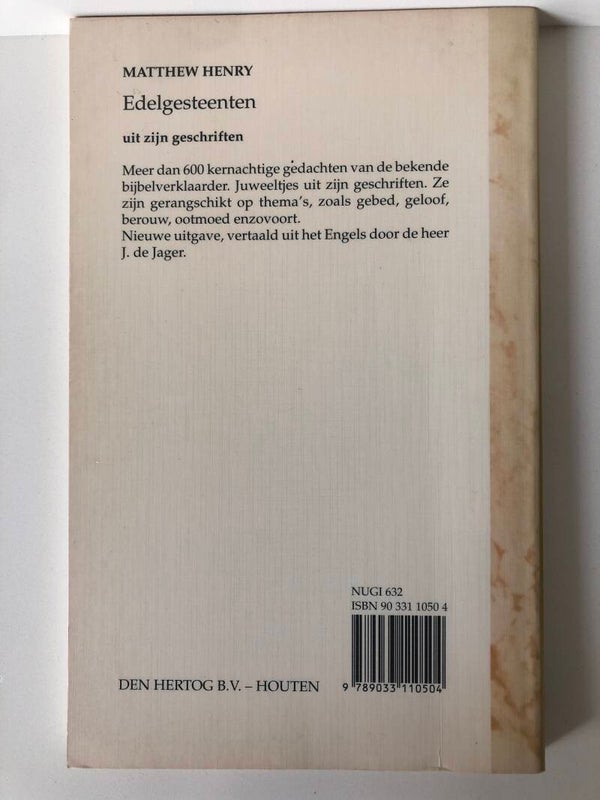 MATTHEW HENRY
Edelgesteenten
uit zijn geschriften
Meer dan 600 kernachtige gedachten van de bekende
bijbelverklaarder. Juweeltjes uit zijn geschriften. Ze
zijn gerangschikt op thema's, zoals gebed, geloof,
berouw, ootmoed enzovoort.
Nieuwe uitgave, vertaald uit het Engels door de heer
J. de Jager.
NUGI 632
ISBN 90 331 1050 4
9 789033 110504
DEN HERTOG B.V. – HOUTEN